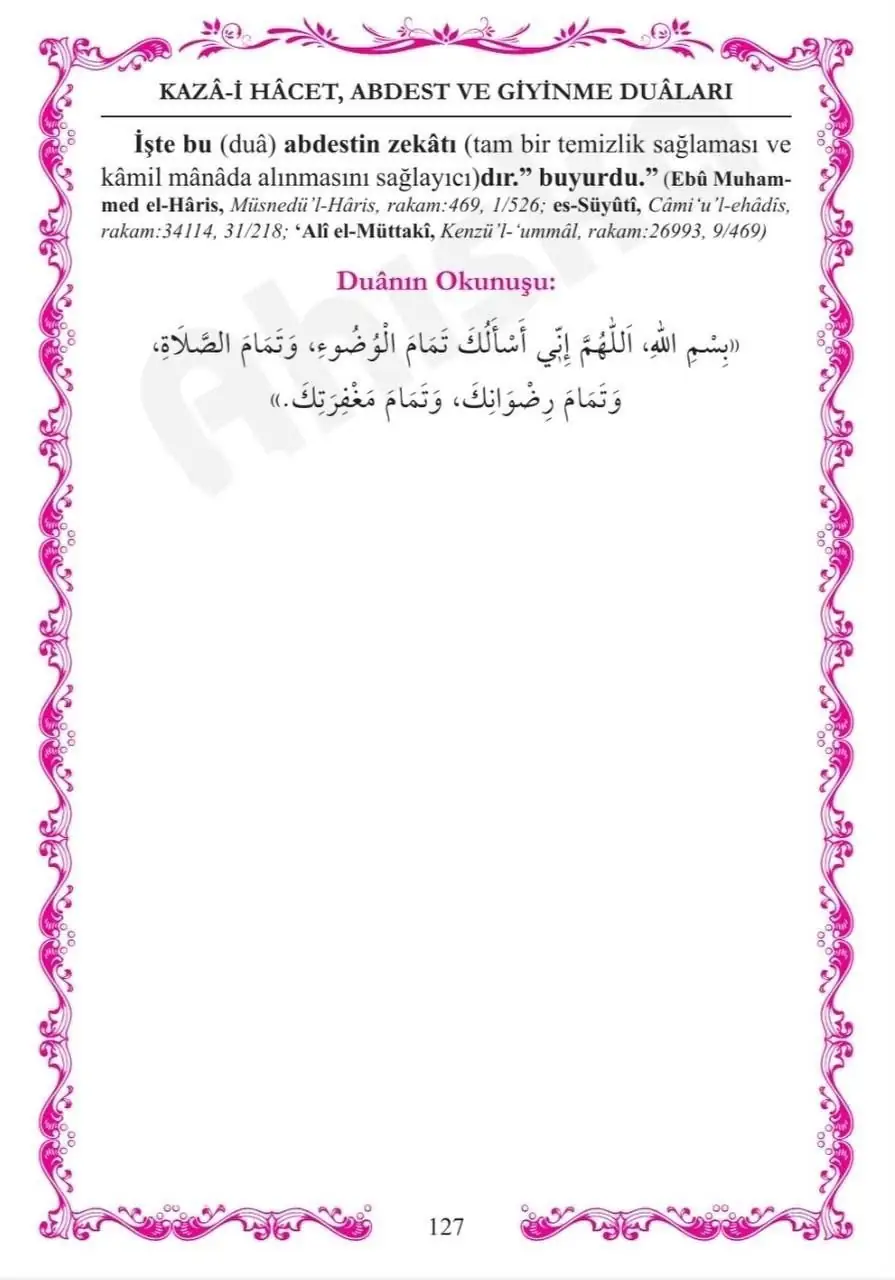 KAZÂ-İ HÂCET, ABDEST VE GİYİNME DUÂLARI
İşte bu (duâ) abdestin zekâtı (tam bir temizlik sağlaması ve
kâmil mânâda alınmasını sağlayıcı)dır.” buyurdu.” (Ebû Muham-
med el-Hâris, Müsnedü’l-Hâris, rakam:469, 1/526; es-Süyûtî, Câmi‘u’l-ehâdîs,
rakam:34114, 31/218; ‘Alî el-Müttakî, Kenzü’l-‘ummâl, rakam:26993, 9/469)
Duânın Okunuşu:
«بِسْمِ اللهِ، اَللّٰهُمَّ إِنِّي أَسْأَلُكَ تَمَامَ الْوُضُوءِ، وَتَمَامَ الصَّلَاةِ،
وَتَمَامَ رِضْوَانِكَ، وَتَمَامَ مَغْفِرَتِكَ.»
Ahıska
127